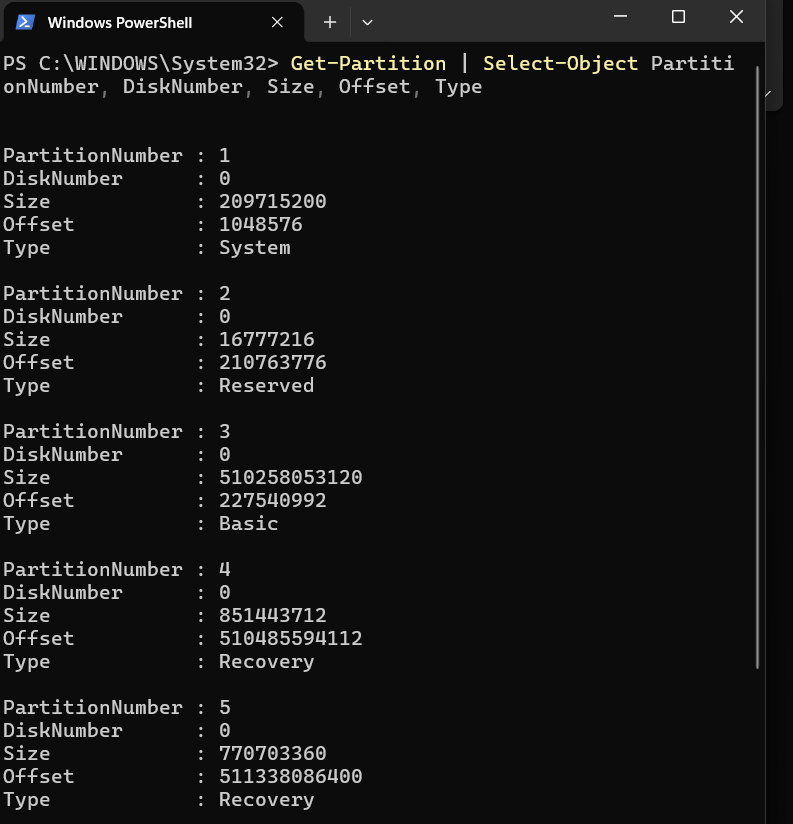 Windows PowerShell
PS C:\WINDOWS\System32> Get-Partition | Select-Object Partiti
onNumber, DiskNumber, Size, Offset, Type
PartitionNumber : 1
DiskNumber      : 0
Size            : 209715200
Offset          : 1048576
Type            : System
PartitionNumber : 2
DiskNumber      : 0
Size            : 16777216
Offset          : 210763776
Type            : Reserved
PartitionNumber : 3
DiskNumber      : 0
Size            : 510258053120
Offset          : 227540992
Type            : Basic
PartitionNumber : 4
DiskNumber      : 0
Size            : 851443712
Offset          : 510485594112
Type            : Recovery
PartitionNumber : 5
DiskNumber      : 0
Size            : 770703360
Offset          : 511338086400
Type            : Recovery